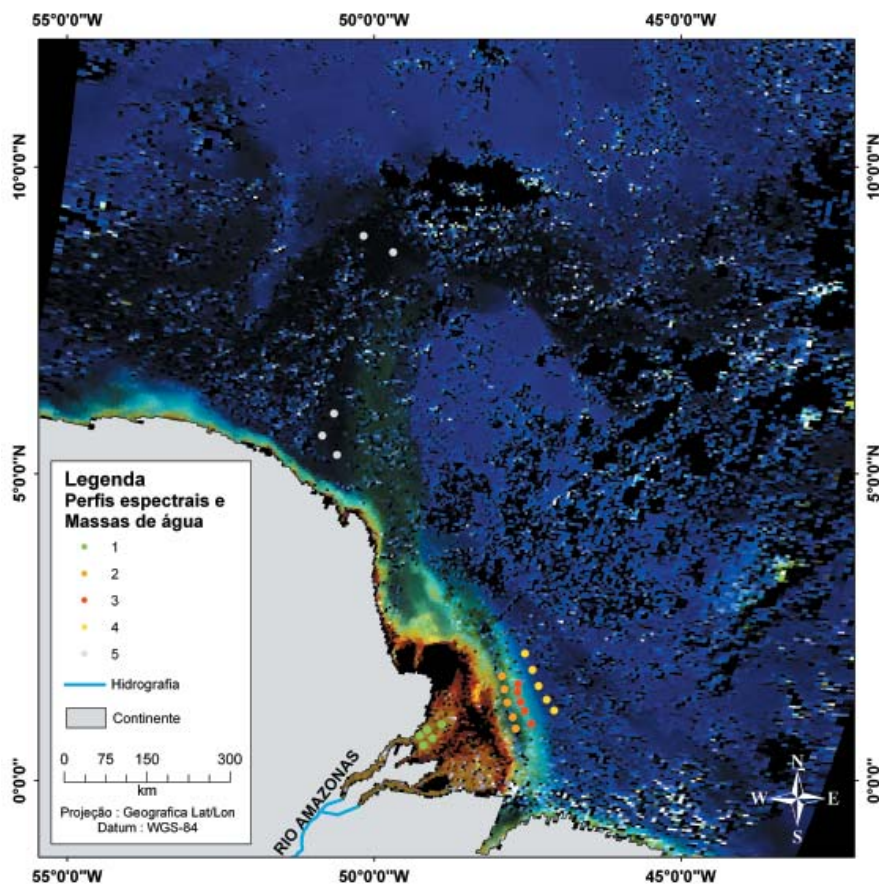 55°0'0"W 50°0'0"W 45°0'0"W
10°0'0"N 10°0'0"N
5°0'0"N 5°0'0"N
Legenda
Perfis espectrais e
Massas de água
1
2
3
4
5
Hidrografia
Continente
0 75 150 300
km
Projeção : Geografica Lat/Lon
Datum : WGS-84
RIO AMAZONAS
N
W E
S
0°0'0" 0°0'0"
55°0'0"W 50°0'0"W 45°0'0"W